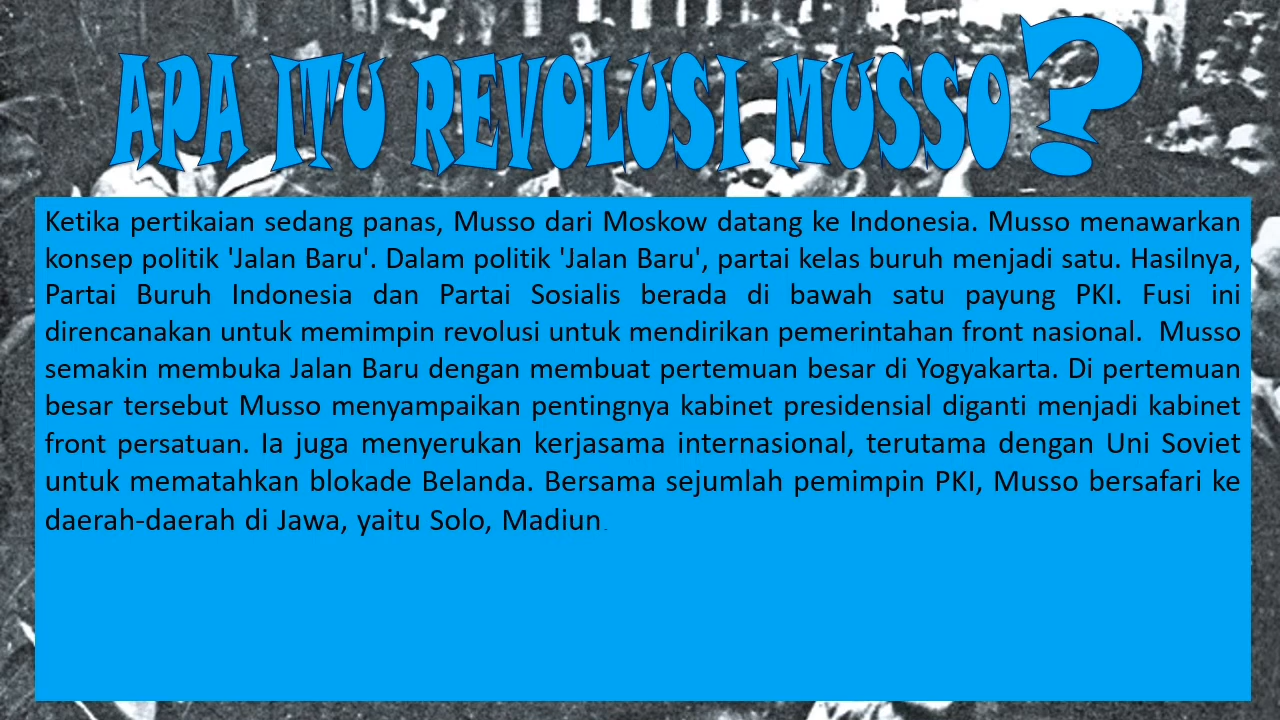 APA ITU REVOLUSI MUSSO?
Ketika pertikaian sedang panas, Musso dari Moskow datang ke Indonesia. Musso menawarkan
konsep politik 'Jalan Baru'. Dalam politik 'Jalan Baru', partai kelas buruh menjadi satu. Hasilnya,
Partai Buruh Indonesia dan Partai Sosialis berada di bawah satu payung PKI. Fusi ini
direncanakan untuk memimpin revolusi untuk mendirikan pemerintahan front nasional.  Musso
semakin membuka Jalan Baru dengan membuat pertemuan besar di Yogyakarta. Di pertemuan
besar tersebut Musso menyampaikan pentingnya kabinet presidensial diganti menjadi kabinet
front persatuan. Ia juga menyerukan kerjasama internasional, terutama dengan Uni Soviet
untuk mematahkan blokade Belanda. Bersama sejumlah pemimpin PKI, Musso bersafari ke
daerah-daerah di Jawa, yaitu Solo, Madiun.